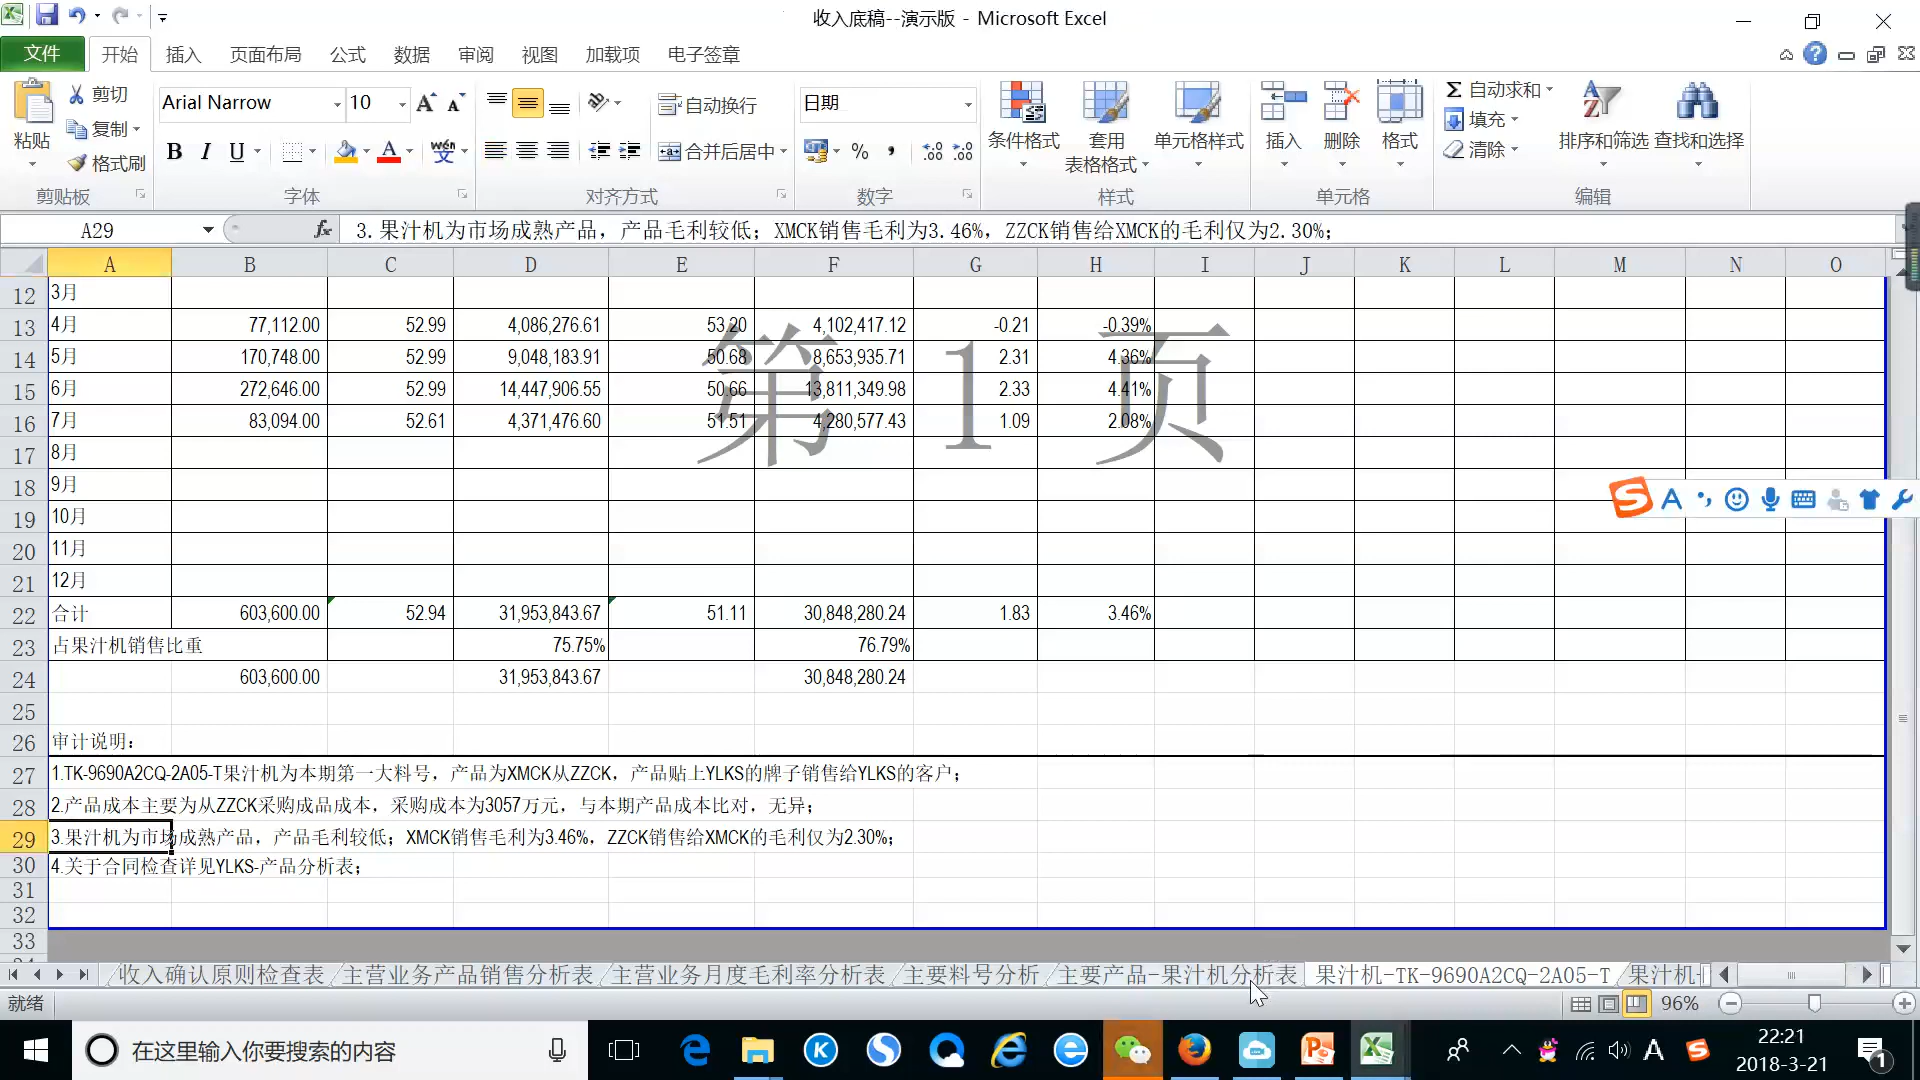 收入底稿--演示版 - Microsoft Excel
文件 开始 插入 页面布局 公式 数据 审阅 视图 加载项 电子签章
粘贴 剪切 复制 格式刷 剪贴板
Arial Narrow 10 B I U A wén 文 字体
自动换行 合并后居中 对齐方式
日期 % , .00 .00 数字
条件格式 套用 表格格式 单元格样式 样式
插入 删除 格式 单元格
Σ 自动求和 填充 清除 排序和筛选 查找和选择 编辑
A29 fx 3.果汁机为市场成熟产品，产品毛利较低；XMCK销售毛利为3.46%，ZZCK销售给XMCK的毛利仅为2.30%；
A B C D E F G H I J K L M N O
12 3月
13 4月 77,112.00 52.99 4,086,276.61 53.20 4,102,417.12 -0.21 -0.39%
14 5月 170,748.00 52.99 9,048,183.91 50.68 8,653,935.71 2.31 4.36%
15 6月 272,646.00 52.99 14,447,906.55 50.66 13,811,349.98 2.33 4.41%
16 7月 83,094.00 52.61 4,371,476.60 51.51 4,280,577.43 1.09 2.08%
第 1 页
17 8月
18 9月
19 10月
20 11月
21 12月
22 合计 603,600.00 52.94 31,953,843.67 51.11 30,848,280.24 1.83 3.46%
23 占果汁机销售比重 75.75% 76.79%
24 603,600.00 31,953,843.67 30,848,280.24
25
26 审计说明：
27 1.TK-9690A2CQ-2A05-T果汁机为本期第一大料号，产品为XMCK从ZZCK，产品贴上YLKS的牌子销售给YLKS的客户；
28 2.产品成本主要为从ZZCK采购成品成本，采购成本为3057万元，与本期产品成本比对，无异；
29 3.果汁机为市场成熟产品，产品毛利较低；XMCK销售毛利为3.46%，ZZCK销售给XMCK的毛利仅为2.30%；
30 4.关于合同检查详见YLKS-产品分析表；
31
32
33
收入确认原则检查表 主营业务产品销售分析表 主营业务月度毛利率分析表 主要料号分析 主要产品-果汁机分析表 果汁机-TK-9690A2CQ-2A05-T 果汁机-
就绪 96%
在这里输入你要搜索的内容
22:21
2018-3-21
1